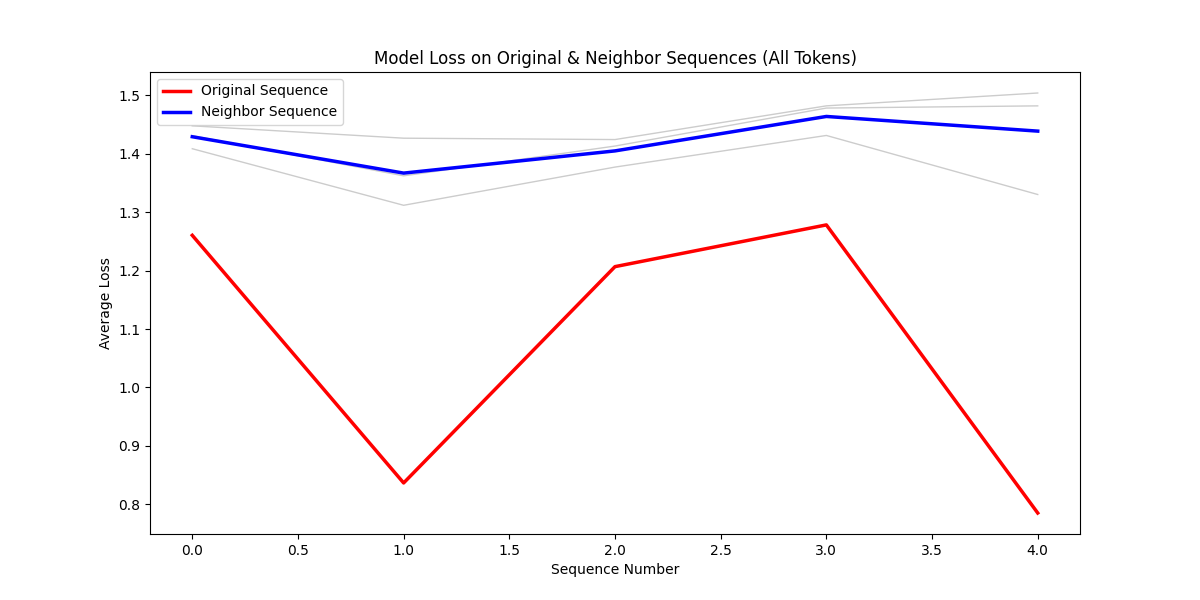 Model Loss on Original & Neighbor Sequences (All Tokens)
Original Sequence
Neighbor Sequence
Average Loss
1.5
1.4
1.3
1.2
1.1
1.0
0.9
0.8
0.0 0.5 1.0 1.5 2.0 2.5 3.0 3.5 4.0
Sequence Number